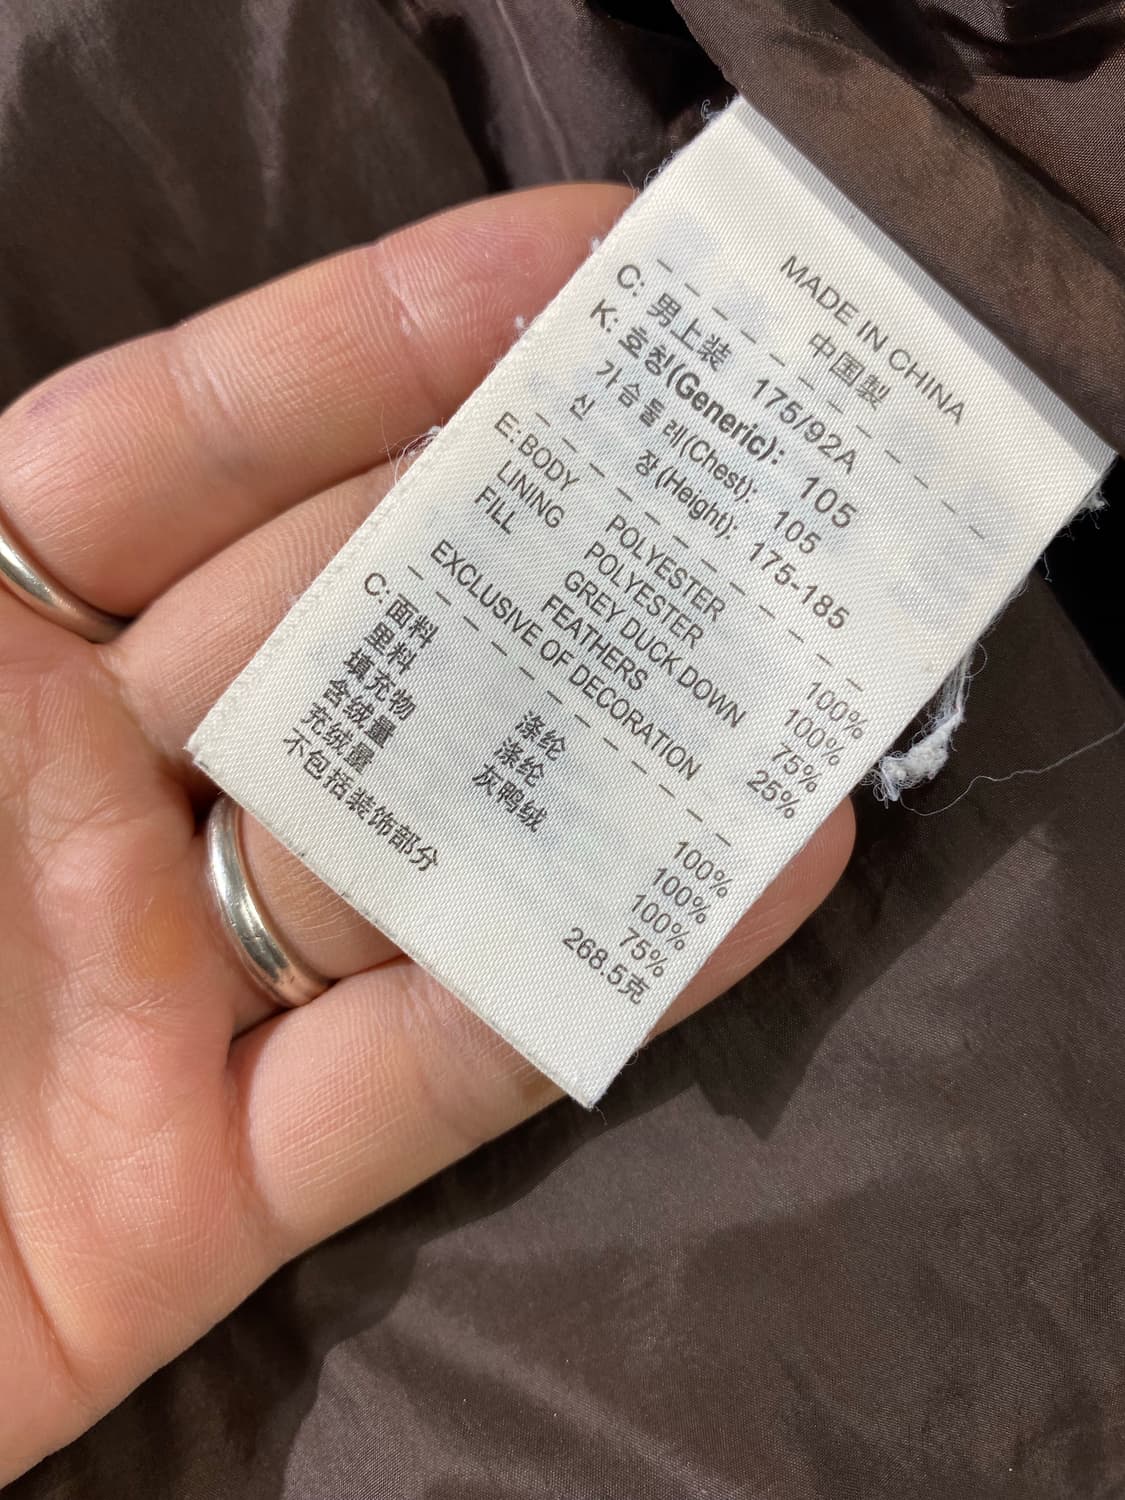 MADE IN CHINA
中国製
C: 男上装 175/92A
K: 호칭(Generic): 105
가슴둘레(Chest): 105
신 장(Height): 175-185
E: BODY POLYESTER 100%
LINING POLYESTER 100%
FILL GREY DUCK DOWN 75%
FEATHERS 25%
EXCLUSIVE OF DECORATION
C: 面料 涤纶 100%
里料 涤纶 100%
填充物 灰鸭绒 100%
含绒量 75%
充绒量 268.5克
不包括装饰部分